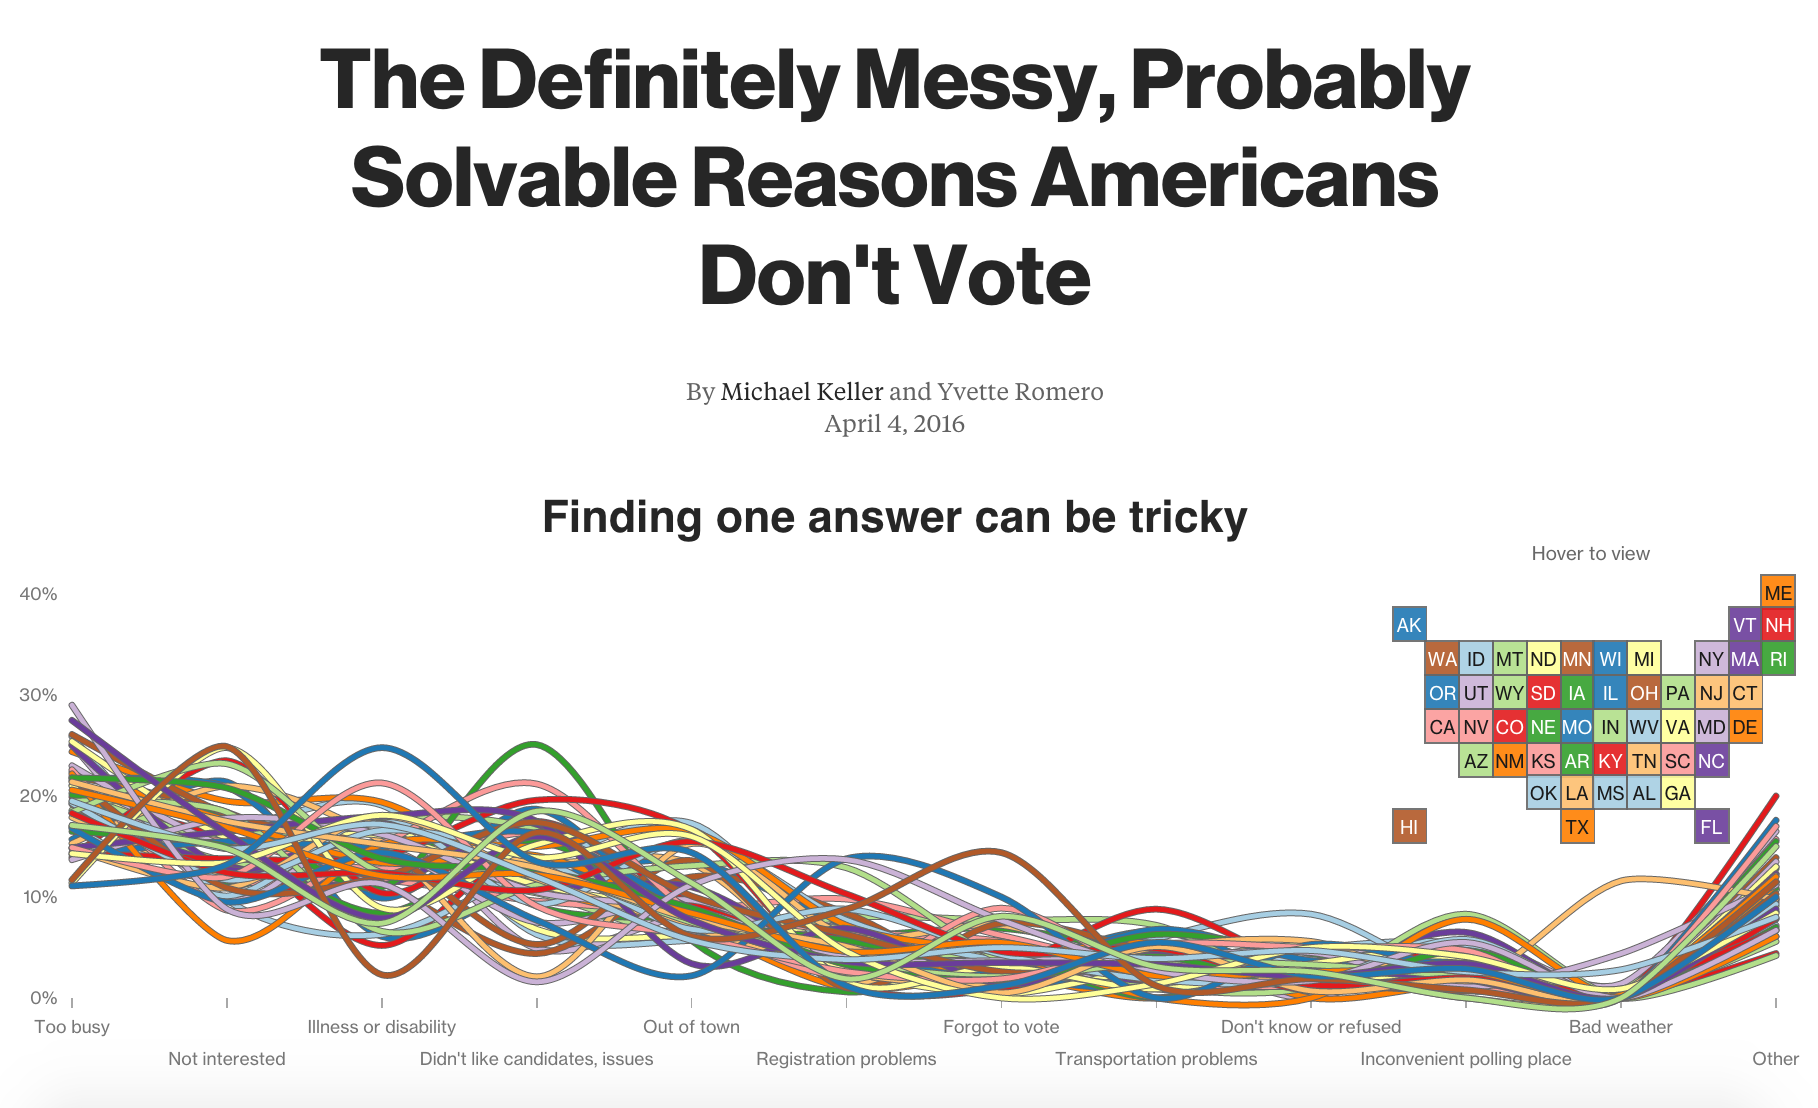 The Definitely Messy, Probably
Solvable Reasons Americans
Don't Vote
By Michael Keller and Yvette Romero
April 4, 2016
Finding one answer can be tricky
Hover to view
40%
30%
20%
10%
0%
ME
AK VT NH
WA ID MT ND MN WI MI NY MA RI
OR UT WY SD IA IL OH PA NJ CT
CA NV CO NE MO IN WV VA MD DE
AZ NM KS AR KY TN SC NC
OK LA MS AL GA
HI TX FL
Too busy Illness or disability Out of town Forgot to vote Don't know or refused Bad weather
Not interested Didn't like candidates, issues Registration problems Transportation problems Inconvenient polling place Other